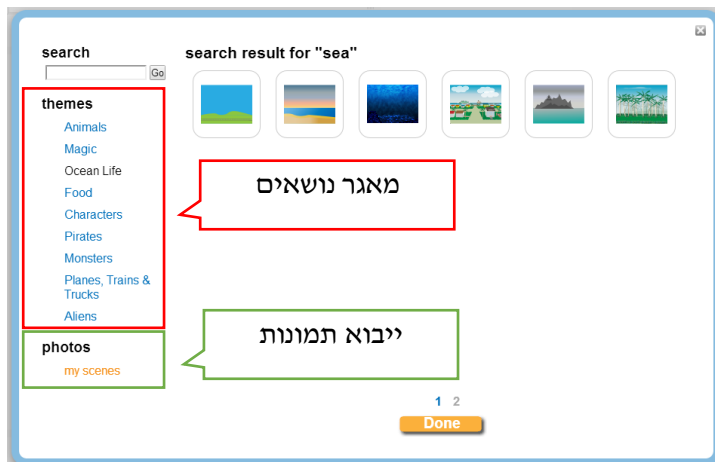 search
Go
themes
Animals
Magic
Ocean Life
Food
Characters
Pirates
Monsters
Planes, Trains &
Trucks
Aliens
photos
my scenes
search result for "sea"
מאגר נושאים
ייבוא תמונות
1 2
Done